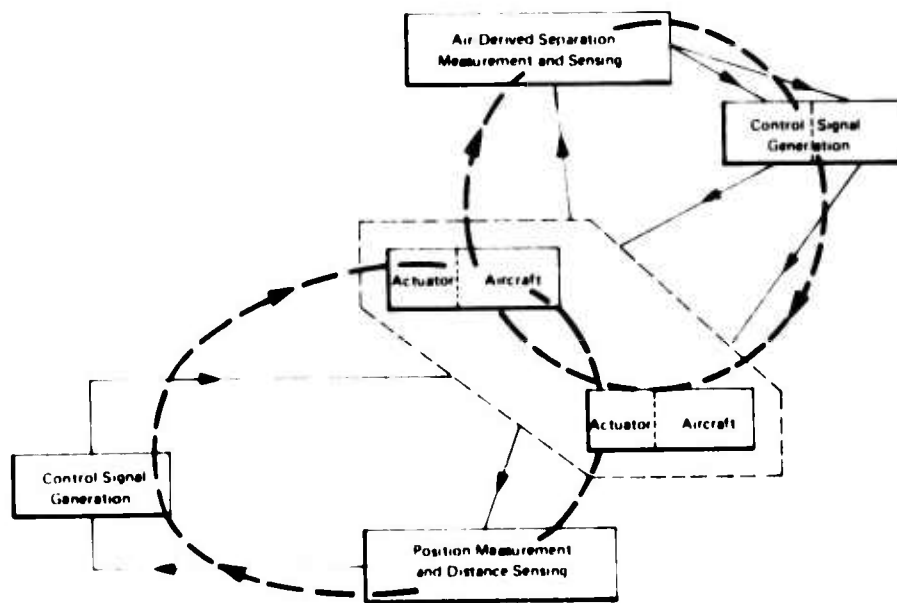 Air Derived Separation
Measurement and Sensing
Control Signal
Generation
Actuator
Aircraft
Actuator
Aircraft
Control Signal
Generation
Position Measurement
and Distance Sensing